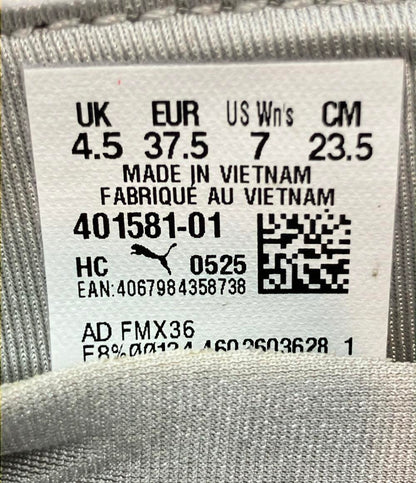 UK EUR US Wn's CM
4.5 37.5 7 23.5
MADE IN VIETNAM
FABRIQUÉ AU VIETNAM
401581-01
HC 0525
EAN:4067984358738
AD FMX36